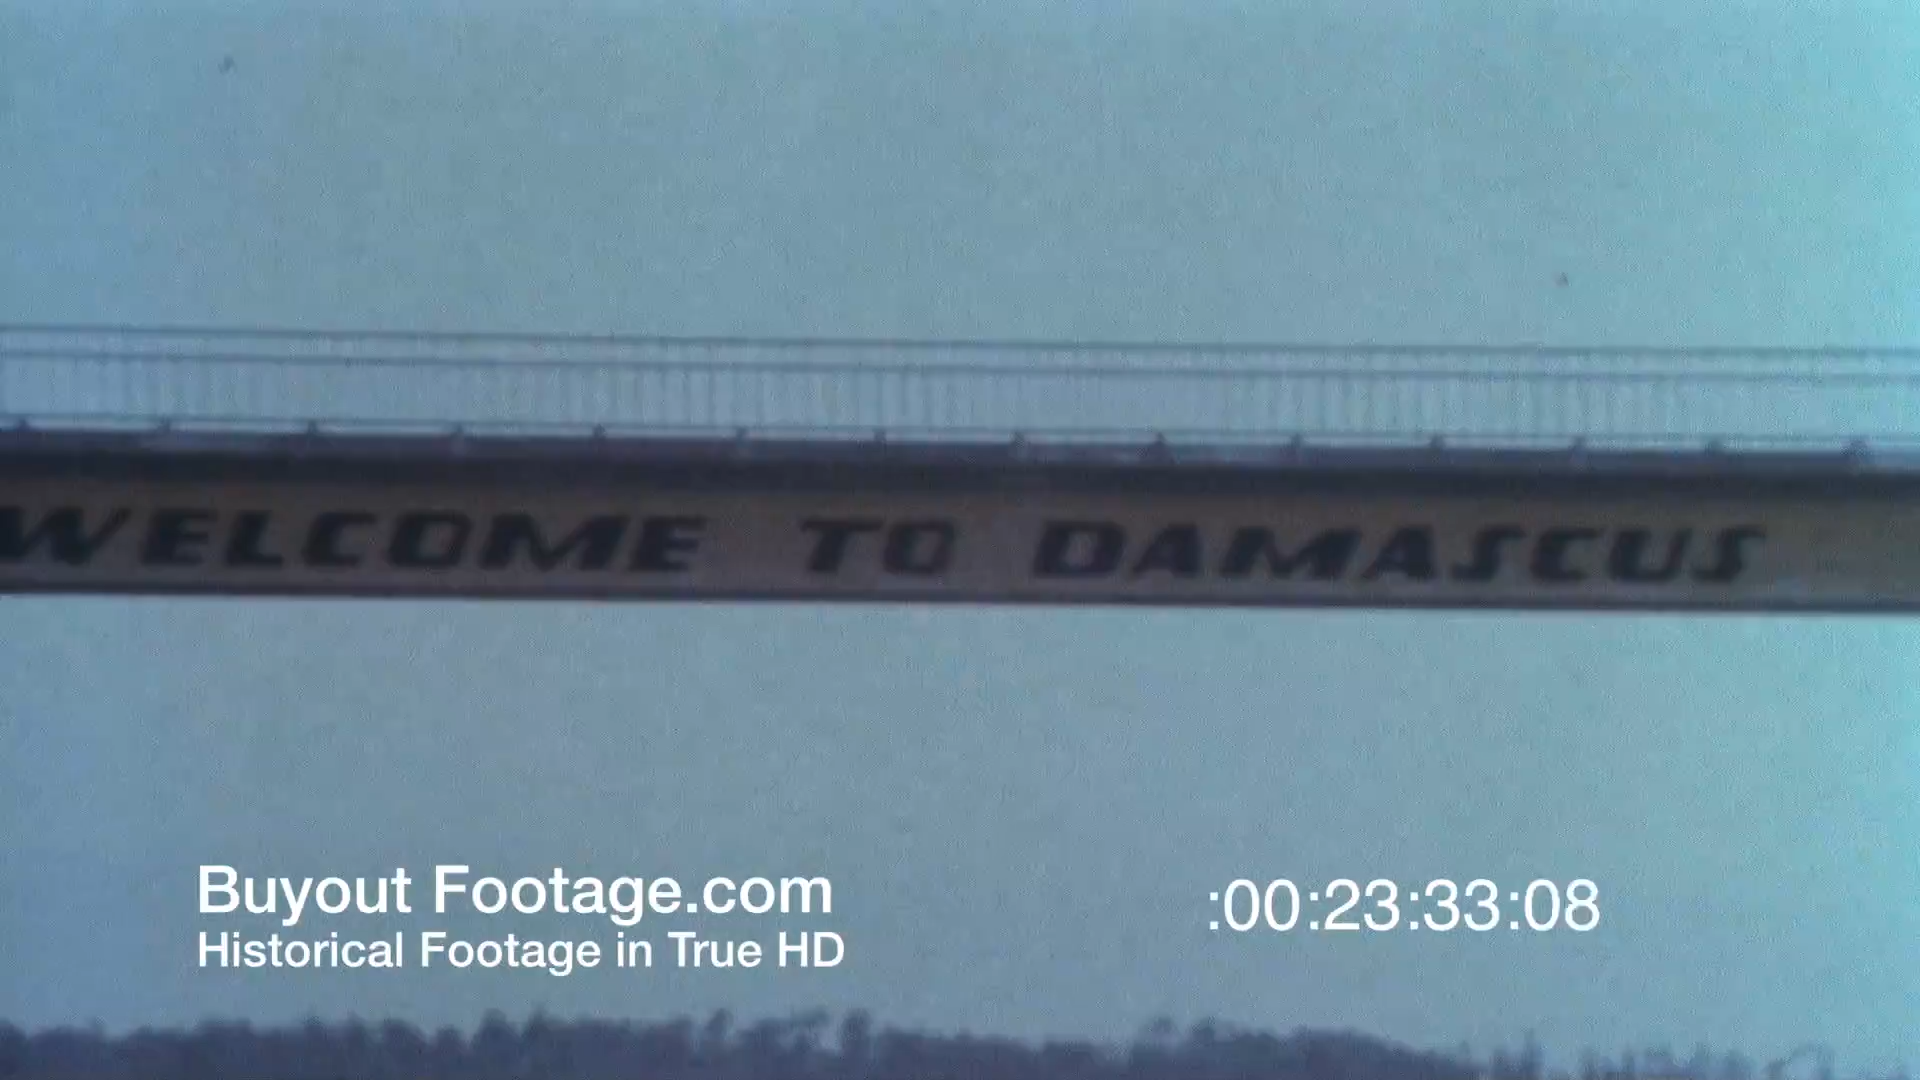 WELCOME TO DAMASCUS
Buyout Footage.com
:00:23:33:08
Historical Footage in True HD